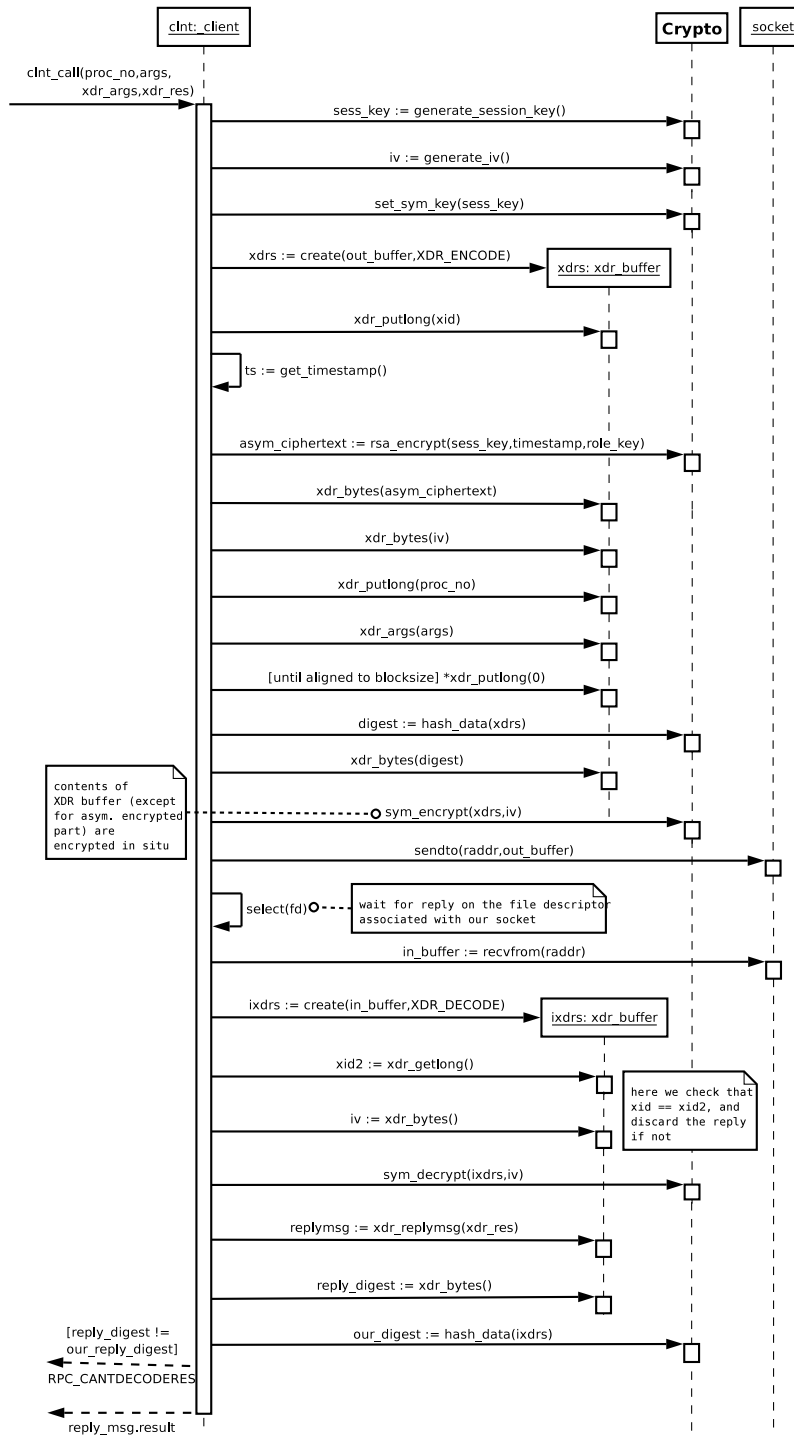 clnt:_client
Crypto
socket
clnt_call(proc_no,args,
xdr_args,xdr_res)
sess_key := generate_session_key()
iv := generate_iv()
set_sym_key(sess_key)
xdrs := create(out_buffer,XDR_ENCODE)
xdrs: xdr_buffer
xdr_putlong(xid)
ts := get_timestamp()
asym_ciphertext := rsa_encrypt(sess_key,timestamp,role_key)
xdr_bytes(asym_ciphertext)
xdr_bytes(iv)
xdr_putlong(proc_no)
xdr_args(args)
[until aligned to blocksize] *xdr_putlong(0)
digest := hash_data(xdrs)
xdr_bytes(digest)
contents of
XDR buffer (except
for asym. encrypted
part) are
encrypted in situ
sym_encrypt(xdrs,iv)
sendto(raddr,out_buffer)
select(fd)
wait for reply on the file descriptor
associated with our socket
in_buffer := recvfrom(raddr)
ixdrs := create(in_buffer,XDR_DECODE)
ixdrs: xdr_buffer
xid2 := xdr_getlong()
here we check that
xid == xid2, and
discard the reply
if not
iv := xdr_bytes()
sym_decrypt(ixdrs,iv)
replymsg := xdr_replymsg(xdr_res)
reply_digest := xdr_bytes()
our_digest := hash_data(ixdrs)
[reply_digest !=
our_reply_digest]
RPC_CANTDECODERES
reply_msg.result